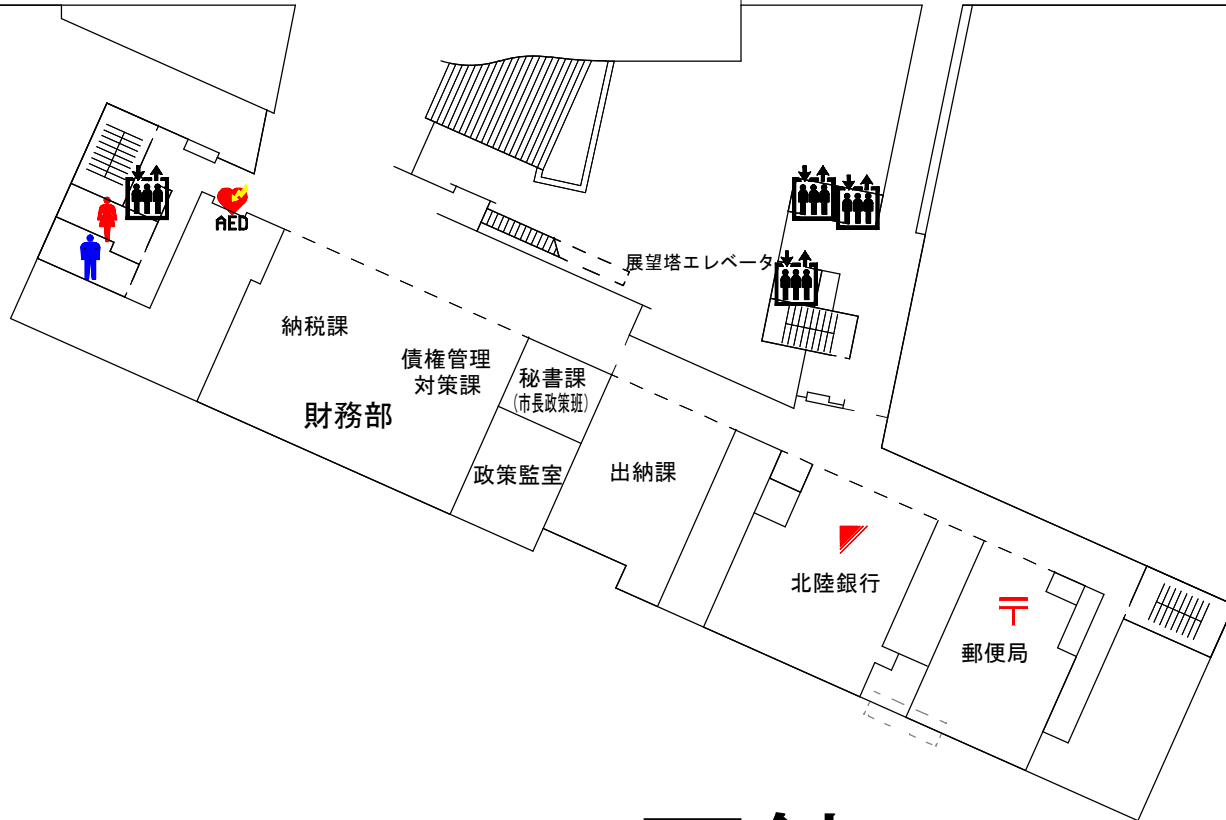 AED
展望塔エレベータ
納税課
債権管理
対策課
財務部
秘書課
(市長政策班)
政策監室
出納課
北陸銀行
〒
郵便局